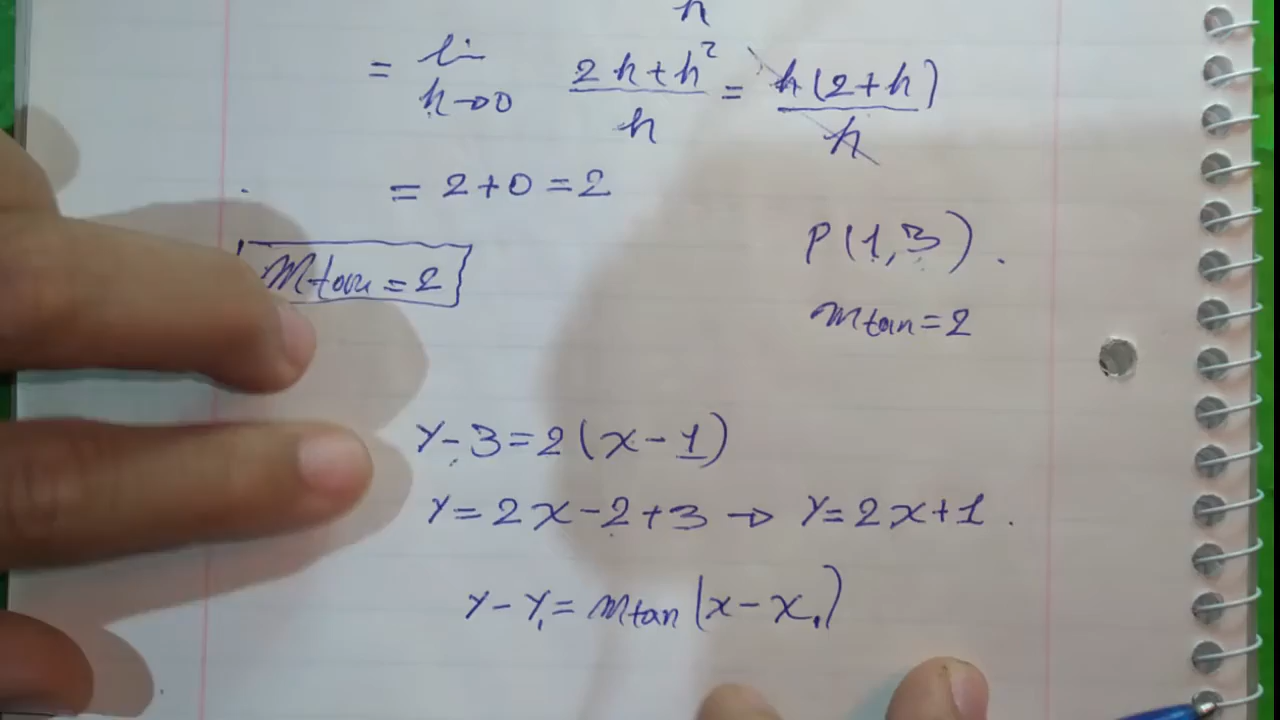 h
= lim h→0 2h+h² / h = h(2+h) / h
= 2+0 = 2
P(1,3).
mtan = 2
mtan = 2
y-3 = 2(x-1)
y = 2x-2+3 → y = 2x+1.
y-y₁ = mtan(x-x₁)